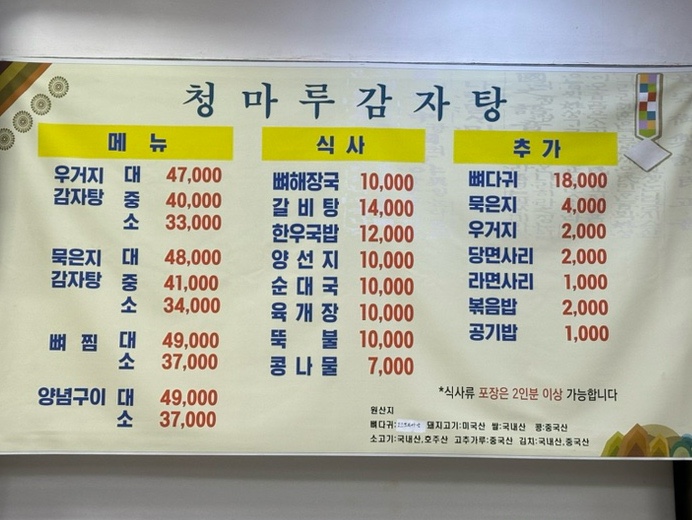 청마루감자탕
메뉴
우거지 감자탕 대 47,000
중 40,000
소 33,000
묵은지 감자탕 대 48,000
중 41,000
소 34,000
뼈찜 대 49,000
소 37,000
양념구이 대 49,000
소 37,000
식사
뼈해장국 10,000
갈비탕 14,000
한우국밥 12,000
양선지 10,000
순대국 10,000
육개장 10,000
뚝불 10,000
콩나물 7,000
추가
뼈다귀 18,000
묵은지 4,000
우거지 2,000
당면사리 2,000
라면사리 1,000
볶음밥 2,000
공기밥 1,000
*식사류 포장은 2인분 이상 가능합니다
원산지
뼈다귀: 돼지고기:미국산 쌀:국내산 콩:중국산
소고기:국내산,호주산 고추가루:중국산 김치:국내산,중국산